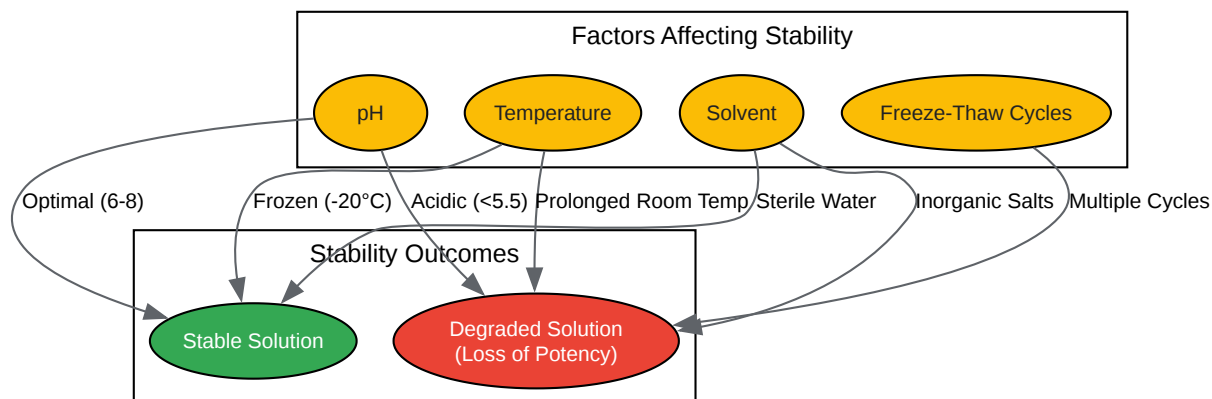 Factors Affecting Stability
pH
Temperature
Solvent
Freeze-Thaw Cycles
Optimal (6-8)
Frozen (-20°C)
Acidic (<5.5)
Prolonged Room Temp
Sterile Water
Inorganic Salts
Multiple Cycles
Stability Outcomes
Stable Solution
Degraded Solution
(Loss of Potency)